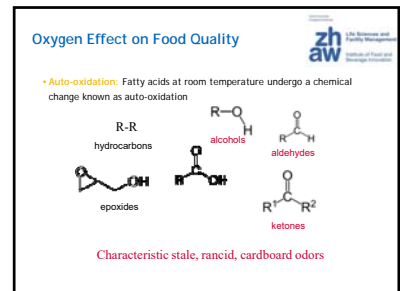 Oxygen Effect on Food Quality
zh
aw
Life Sciences and
Facility Management
Institute of Food and
Beverage Innovation
• Auto-oxidation: Fatty acids at room temperature undergo a chemical
change known as auto-oxidation
R-R
hydrocarbons
R-O
H
alcohols
O
R H
aldehydes
O
OH
epoxides
O
R C OH
O
R¹ C R²
ketones
Characteristic stale, rancid, cardboard odors